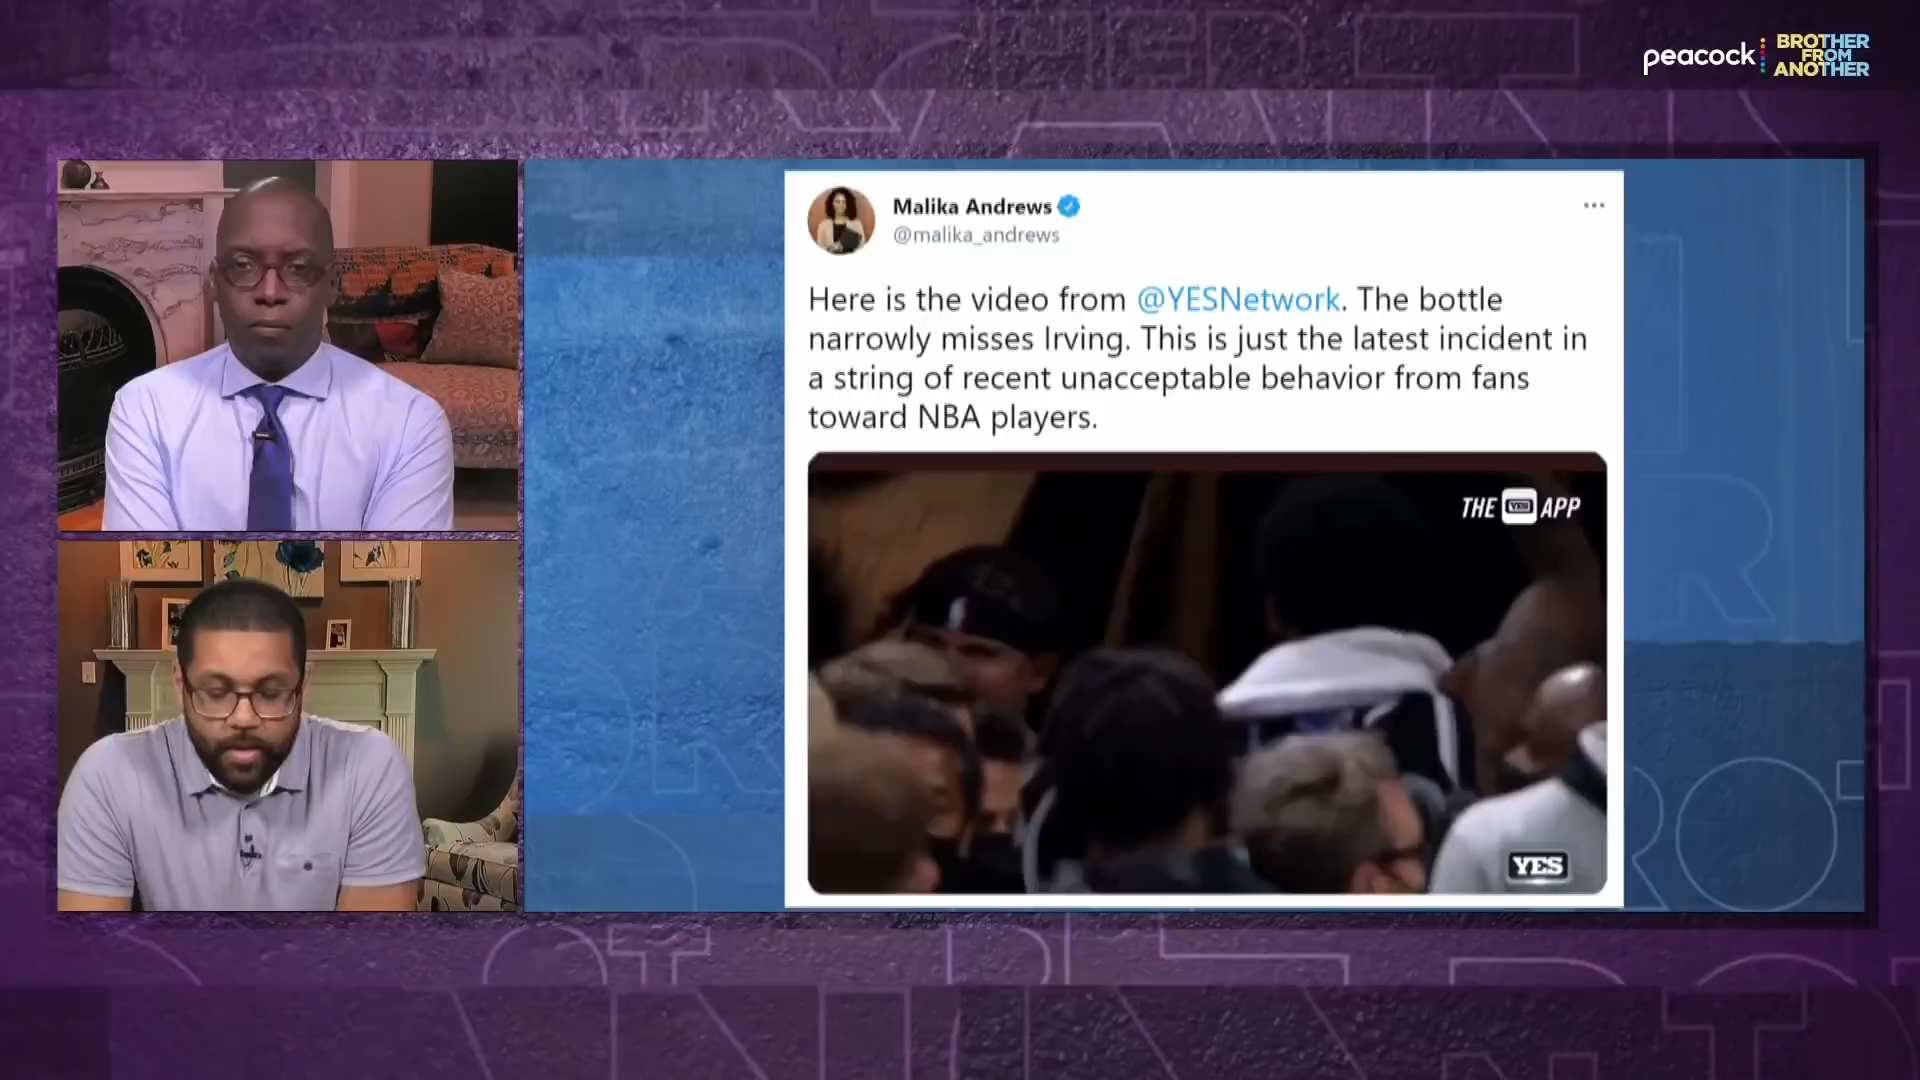 peacock
BROTHER
FROM
ANOTHER
Malika Andrews
@malika_andrews
Here is the video from @YESNetwork. The bottle
narrowly misses Irving. This is just the latest incident in
a string of recent unacceptable behavior from fans
toward NBA players.
THE YES APP
YES